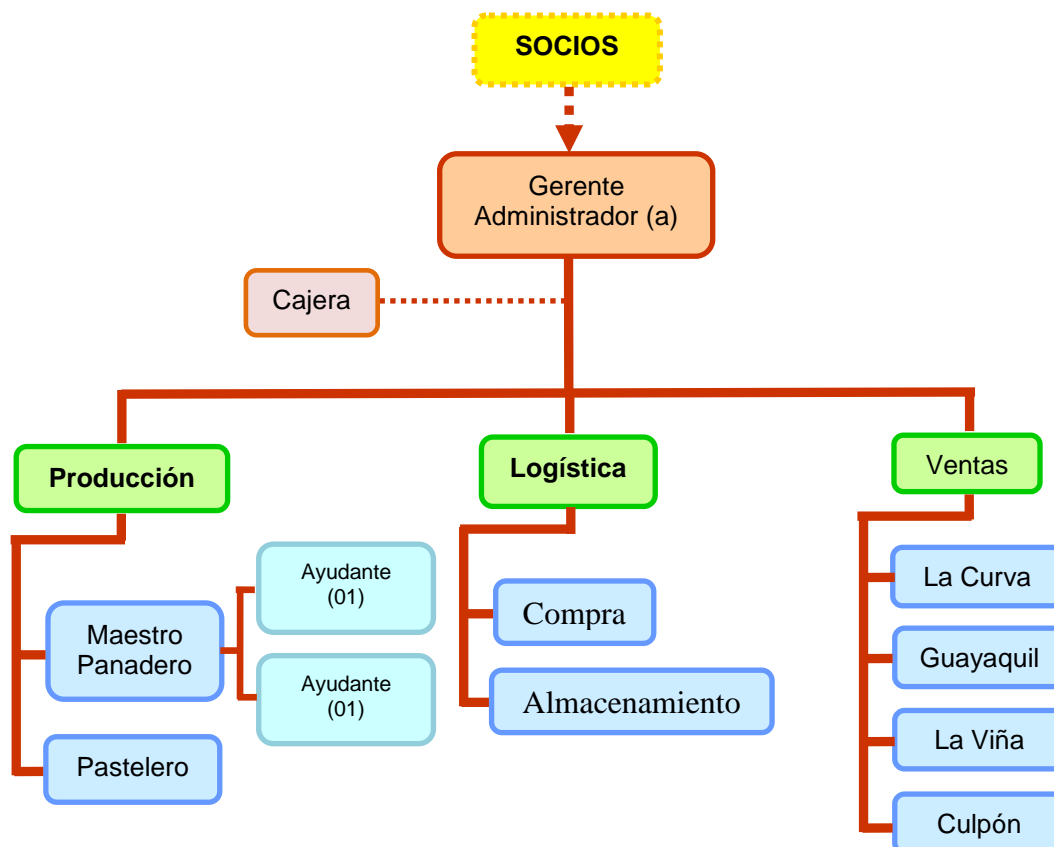 SOCIOS
Gerente
Administrador (a)
Cajera
Producción
Logística
Ventas
Maestro
Panadero
Ayudante
(01)
Ayudante
(01)
Pastelero
Compra
Almacenamiento
La Curva
Guayaquil
La Viña
Culpón